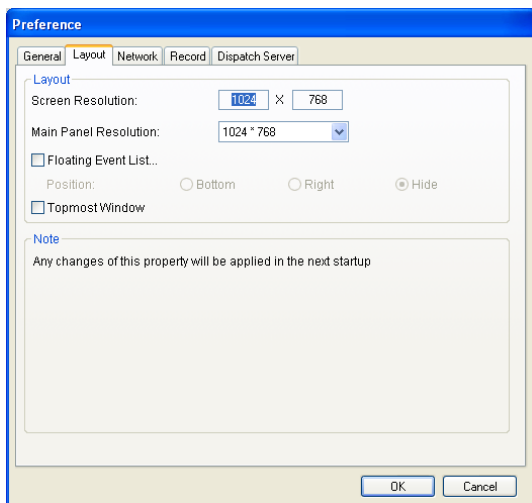 Preference
General Layout Network Record Dispatch Server
Layout
Screen Resolution: 1024 X 768
Main Panel Resolution: 1024 * 768
Floating Event List...
Position: Bottom Right Hide
Topmost Window
Note
Any changes of this property will be applied in the next startup
OK Cancel